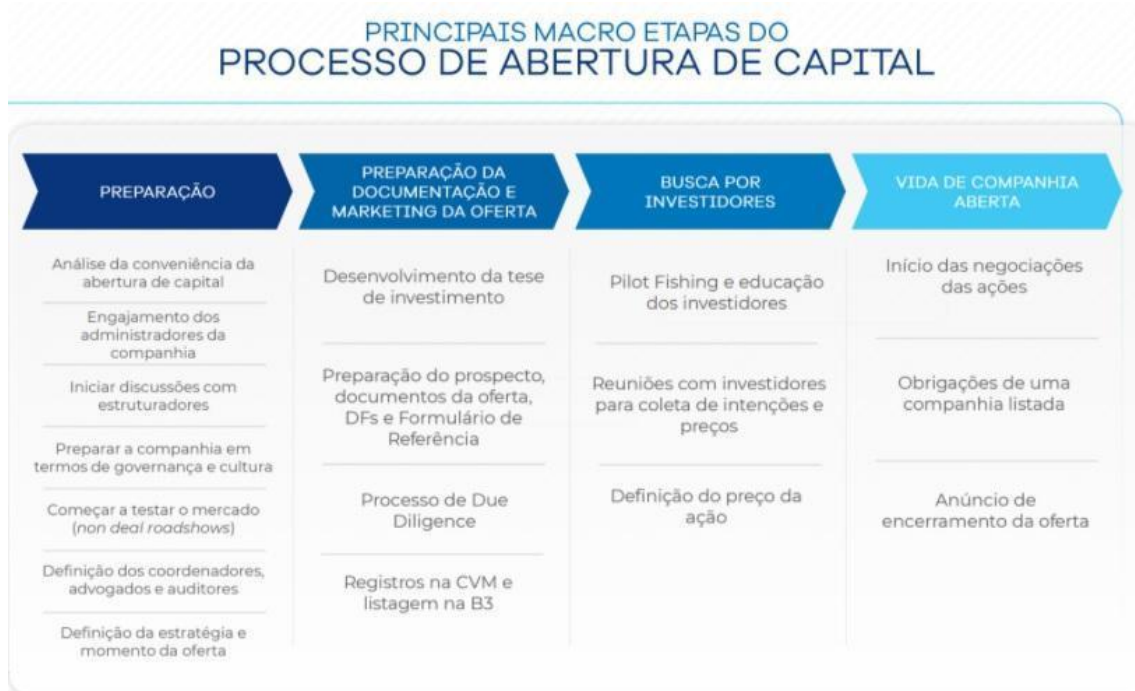 PRINCIPAIS MACRO ETAPAS DO
PROCESSO DE ABERTURA DE CAPITAL
PREPARAÇÃO
Análise da conveniência da
abertura de capital
Engajamento dos
administradores da
companhia
Iniciar discussões com
estruturadores
Preparar a companhia em
termos de governança e cultura
Começar a testar o mercado
(non deal roadshows)
Definição dos coordenadores,
advogados e auditores
Definição da estratégia e
momento da oferta
PREPARAÇÃO DA
DOCUMENTAÇÃO E
MARKETING DA OFERTA
Desenvolvimento da tese
de investimento
Preparação do prospecto,
documentos da oferta,
DFs e Formulário de
Referência
Processo de Due
Diligence
Registros na CVM e
listagem na B3
BUSCA POR
INVESTIDORES
Pilot Fishing e educação
dos investidores
Reuniões com investidores
para coleta de intenções e
preços
Definição do preço da
ação
VIDA DE COMPANHIA
ABERTA
Início das negociações
das ações
Obrigações de uma
companhia listada
Anúncio de
encerramento da oferta